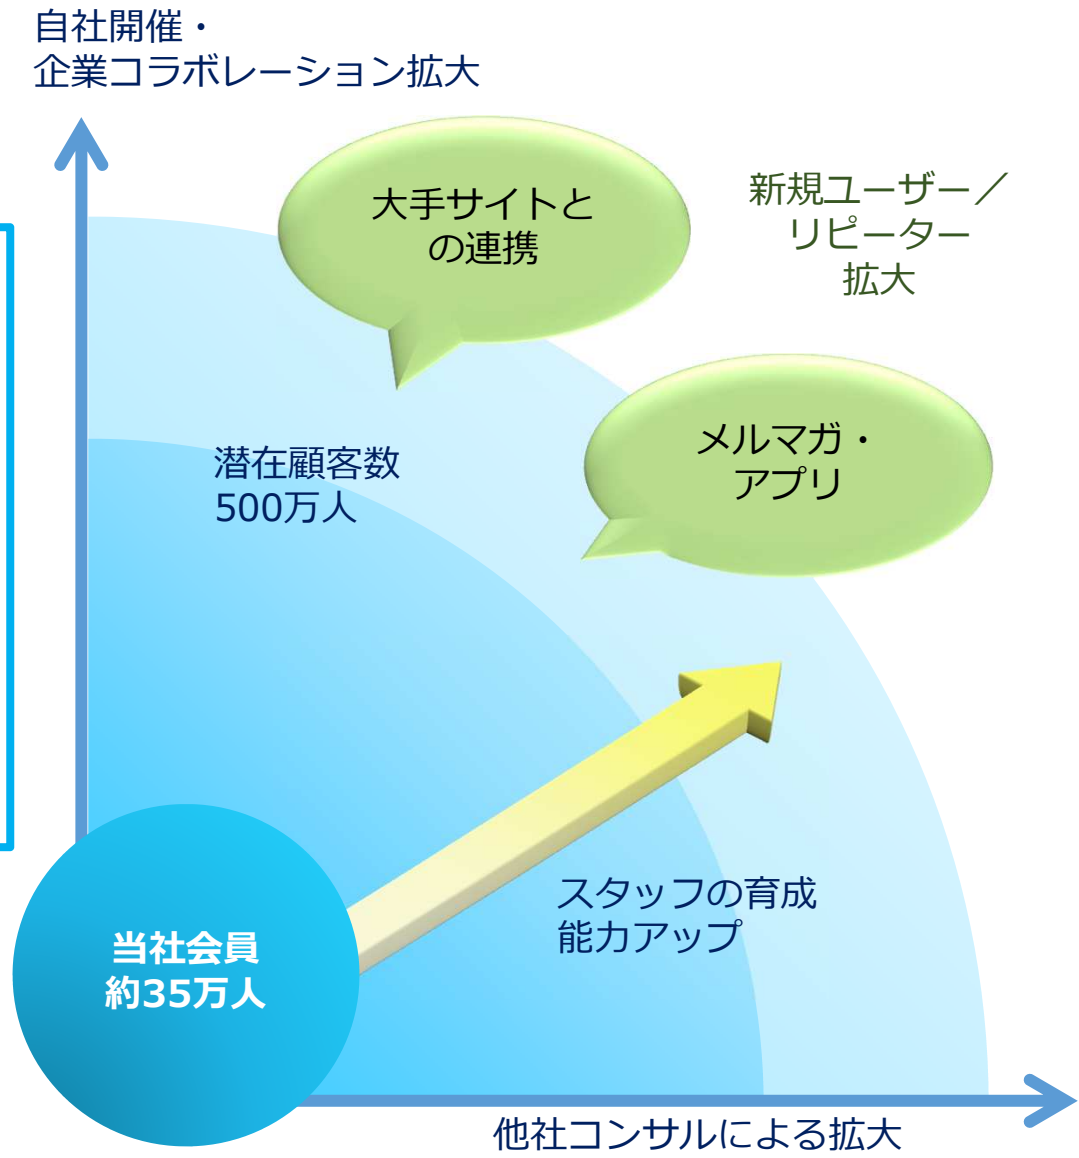 自社開催・
企業コラボレーション拡大
大手サイトと
の連携
新規ユーザー／
リピーター
拡大
メルマガ・
アプリ
潜在顧客数
500万人
スタッフの育成
能力アップ
当社会員
約35万人
他社コンサルによる拡大